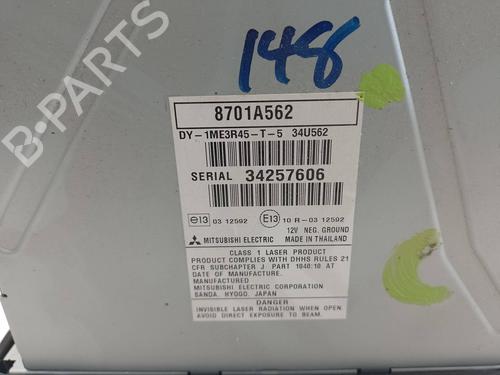 148
8701A562
DY-1ME3R45-T-5 34U562
SERIAL 34257606
e13 03 12592 E13 10 R-03 12592
12V NEG. GROUND
MITSUBISHI ELECTRIC MADE IN THAILAND
CLASS 1 LASER PRODUCT
PRODUCT COMPLIES WITH DHHS RULES 21
CFR SUBCHAPTER J PART 1040:10 AT
DATE OF MANUFACTURE.
MANUFACTURED
MITSUBISHI ELECTRIC CORPORATION
SANDA, HYOGO, JAPAN
DANGER
INVISIBLE LASER RADIATION WHEN OPEN.
AVOID DIRECT EXPOSURE TO BEAM.
B-PARTS